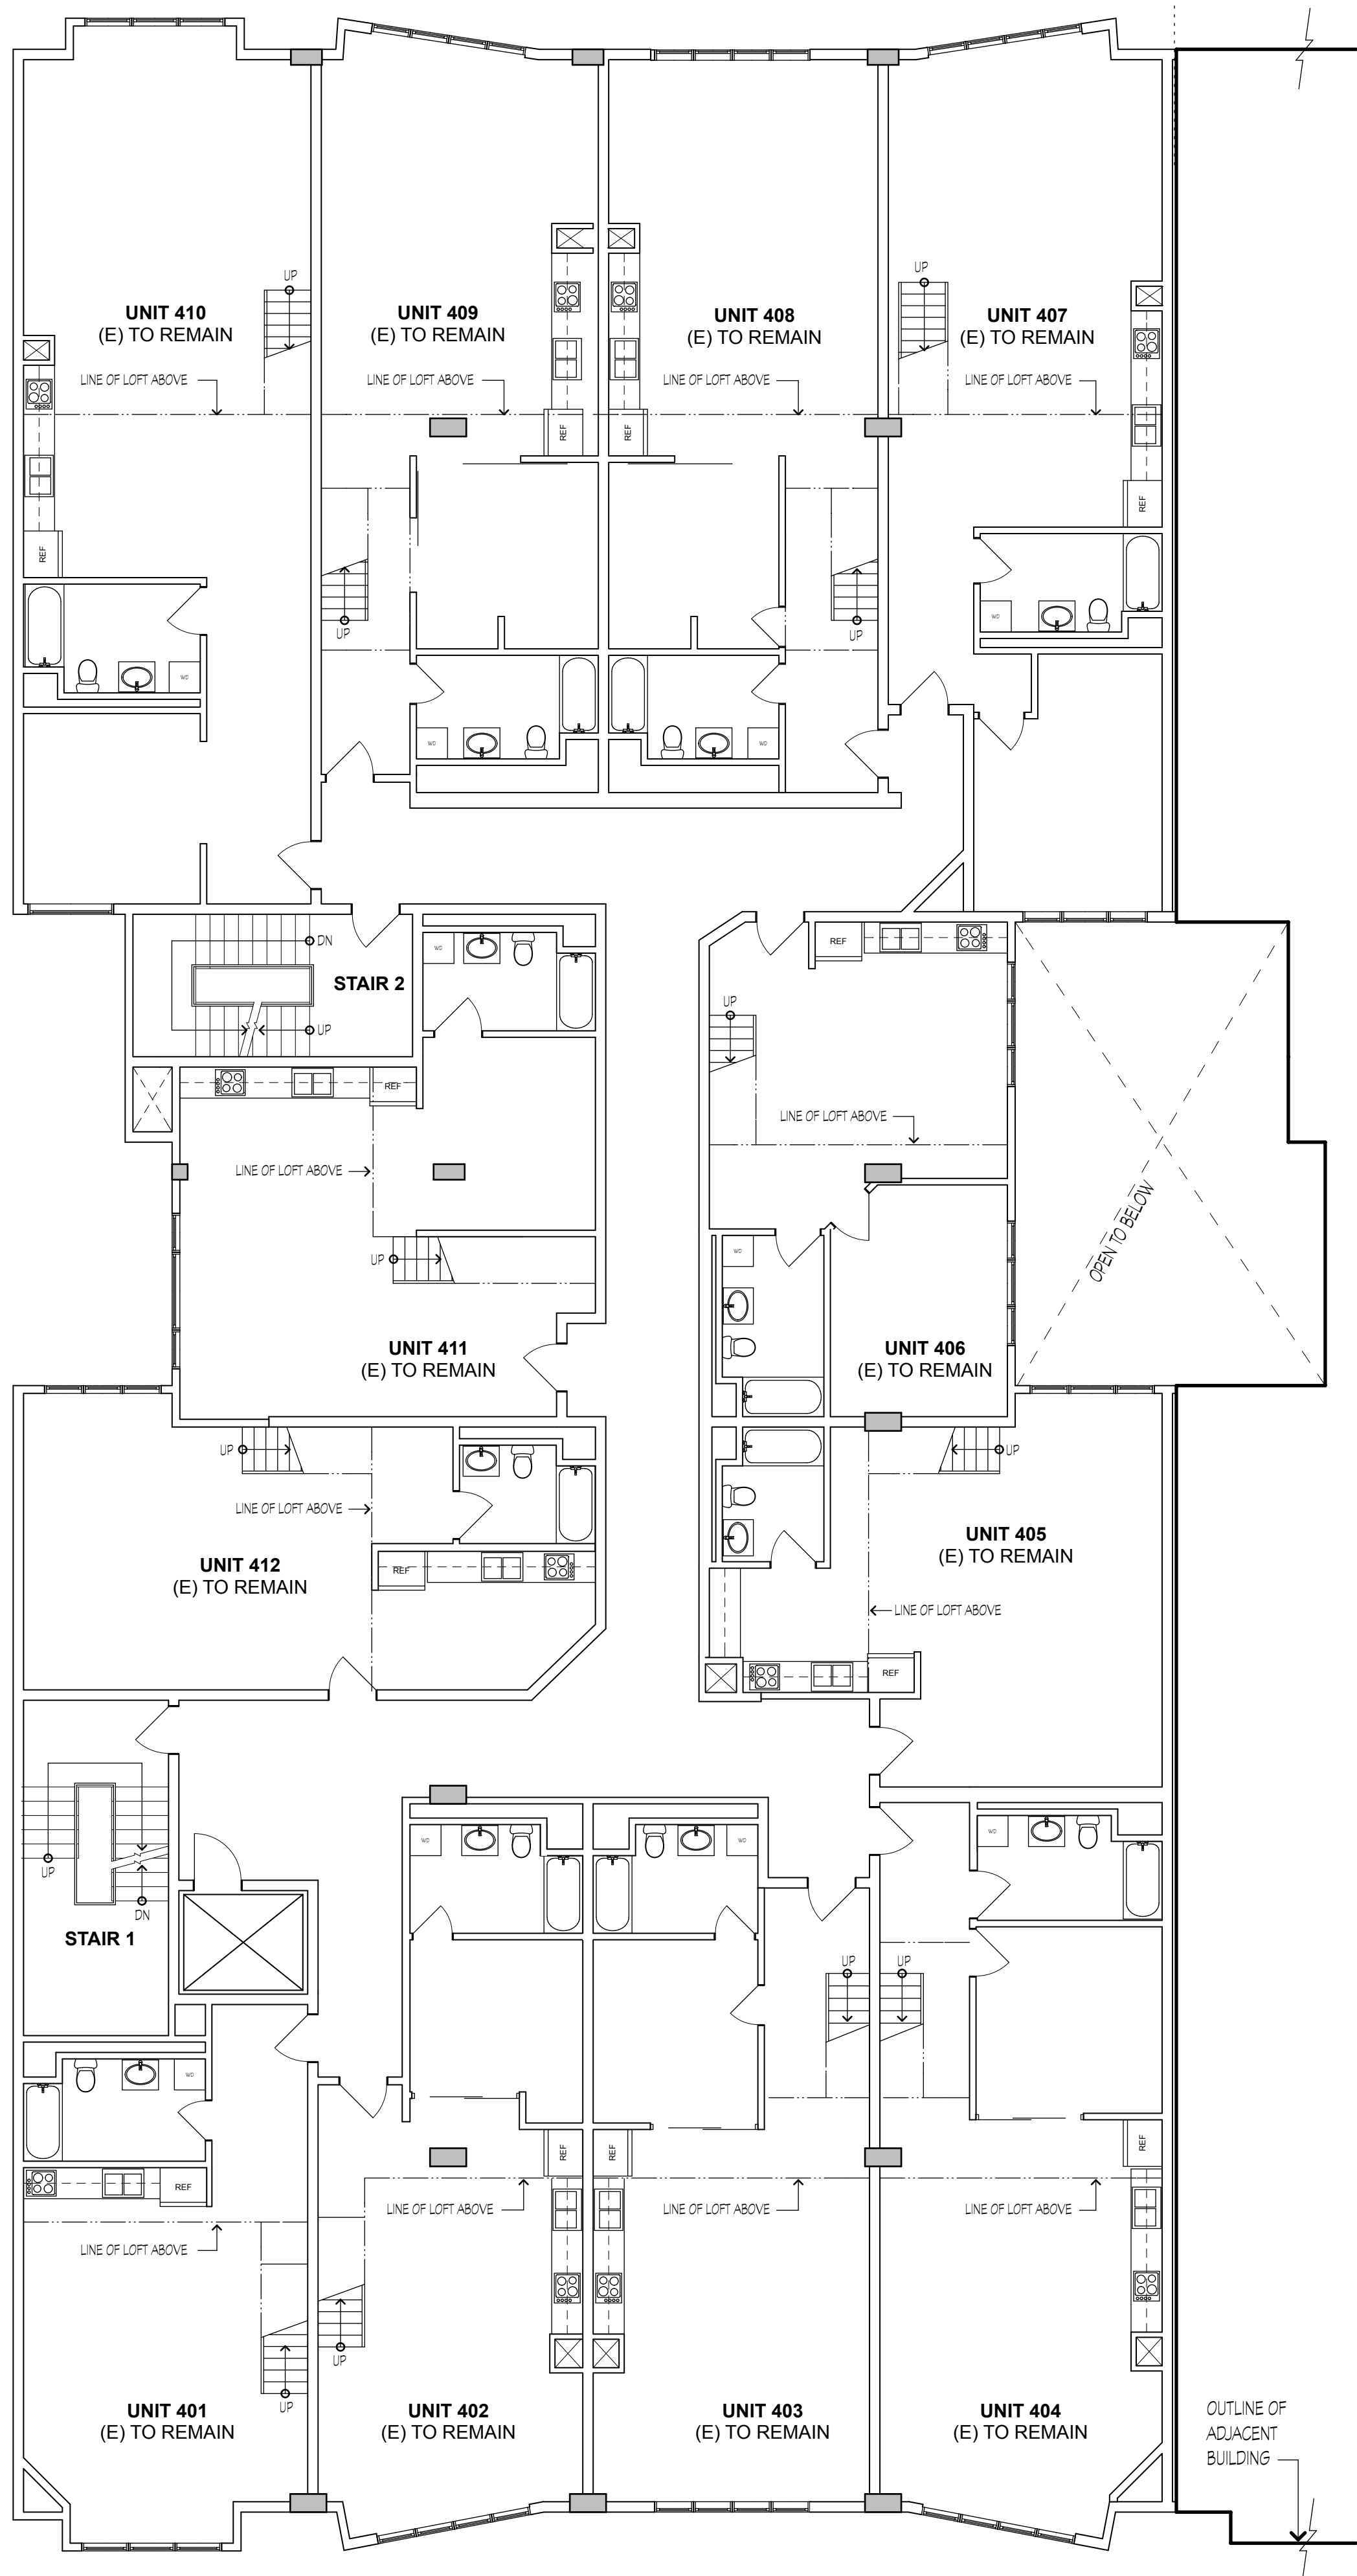 UP
UP
UNIT 410
(E) TO REMAIN
UNIT 409
(E) TO REMAIN
UNIT 408
(E) TO REMAIN
UNIT 407
(E) TO REMAIN
LINE OF LOFT ABOVE
LINE OF LOFT ABOVE
LINE OF LOFT ABOVE
LINE OF LOFT ABOVE
REF
REF
REF
REF
UP
UP
WD
WD
WD
WD
DN
STAIR 2
UP
WD
REF
UP
REF
LINE OF LOFT ABOVE
LINE OF LOFT ABOVE
OPEN TO BELOW
UP
WD
UNIT 411
(E) TO REMAIN
UNIT 406
(E) TO REMAIN
UP
UP
LINE OF LOFT ABOVE
UNIT 412
(E) TO REMAIN
UNIT 405
(E) TO REMAIN
REF
LINE OF LOFT ABOVE
REF
UP
DN
STAIR 1
WD
WD
WD
UP
UP
WD
REF
REF
REF
REF
LINE OF LOFT ABOVE
LINE OF LOFT ABOVE
LINE OF LOFT ABOVE
LINE OF LOFT ABOVE
UP
UP
UNIT 401
(E) TO REMAIN
UNIT 402
(E) TO REMAIN
UNIT 403
(E) TO REMAIN
UNIT 404
(E) TO REMAIN
OUTLINE OF
ADJACENT
BUILDING